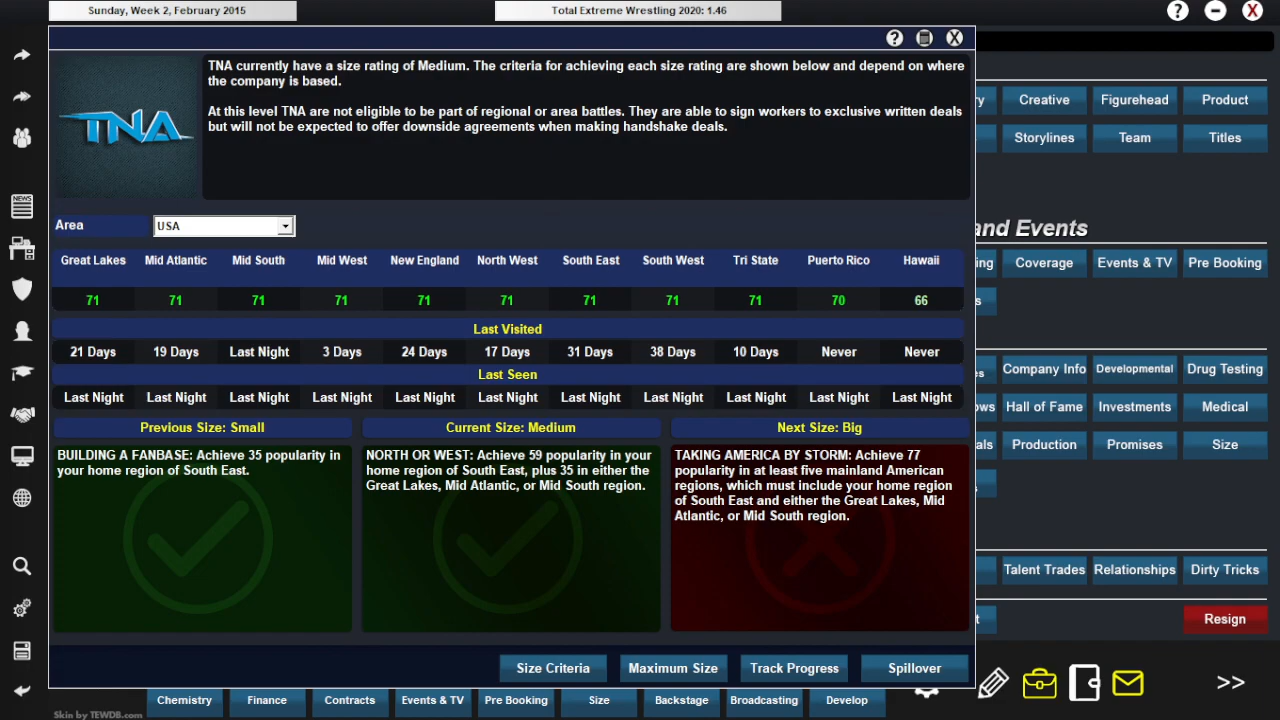 Sunday, Week 2, February 2015
Total Extreme Wrestling 2020: 1.46
TNA
TNA currently have a size rating of Medium. The criteria for achieving each size rating are shown below and depend on where
the company is based.
At this level TNA are not eligible to be part of regional or area battles. They are able to sign workers to exclusive written deals
but will not be expected to offer downside agreements when making handshake deals.
NEWS
Area
USA
Great Lakes Mid Atlantic Mid South Mid West New England North West South East South West Tri State Puerto Rico Hawaii
71 71 71 71 71 71 71 71 71 70 66
Last Visited
21 Days 19 Days Last Night 3 Days 24 Days 17 Days 31 Days 38 Days 10 Days Never Never
Last Seen
Last Night Last Night Last Night Last Night Last Night Last Night Last Night Last Night Last Night Last Night Last Night
Previous Size: Small
BUILDING A FANBASE: Achieve 35 popularity in
your home region of South East.
Current Size: Medium
NORTH OR WEST: Achieve 59 popularity in your
home region of South East, plus 35 in either the
Great Lakes, Mid Atlantic, or Mid South region.
Next Size: Big
TAKING AMERICA BY STORM: Achieve 77
popularity in at least five mainland American
regions, which must include your home region
of South East and either the Great Lakes, Mid
Atlantic, or Mid South region.
Size Criteria Maximum Size Track Progress Spillover
Creative Figurehead Product
Storylines Team Titles
and Events
Coverage Events & TV Pre Booking
Company Info Developmental Drug Testing
Hall of Fame Investments Medical
Production Promises Size
Talent Trades Relationships Dirty Tricks
Resign
>>
Chemistry Finance Contracts Events & TV Pre Booking Size Backstage Broadcasting Develop
Skin by TEWDB.com